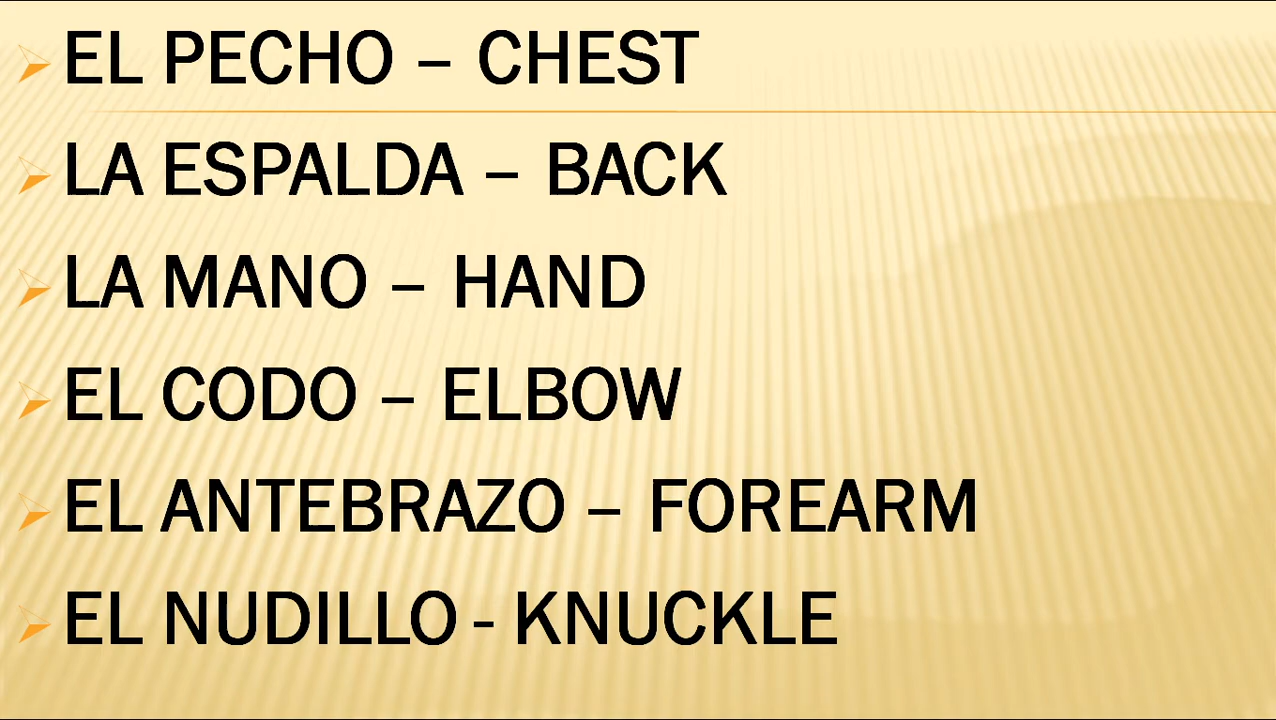 EL PECHO – CHEST
LA ESPALDA – BACK
LA MANO – HAND
EL CODO – ELBOW
EL ANTEBRAZO – FOREARM
EL NUDILLO - KNUCKLE